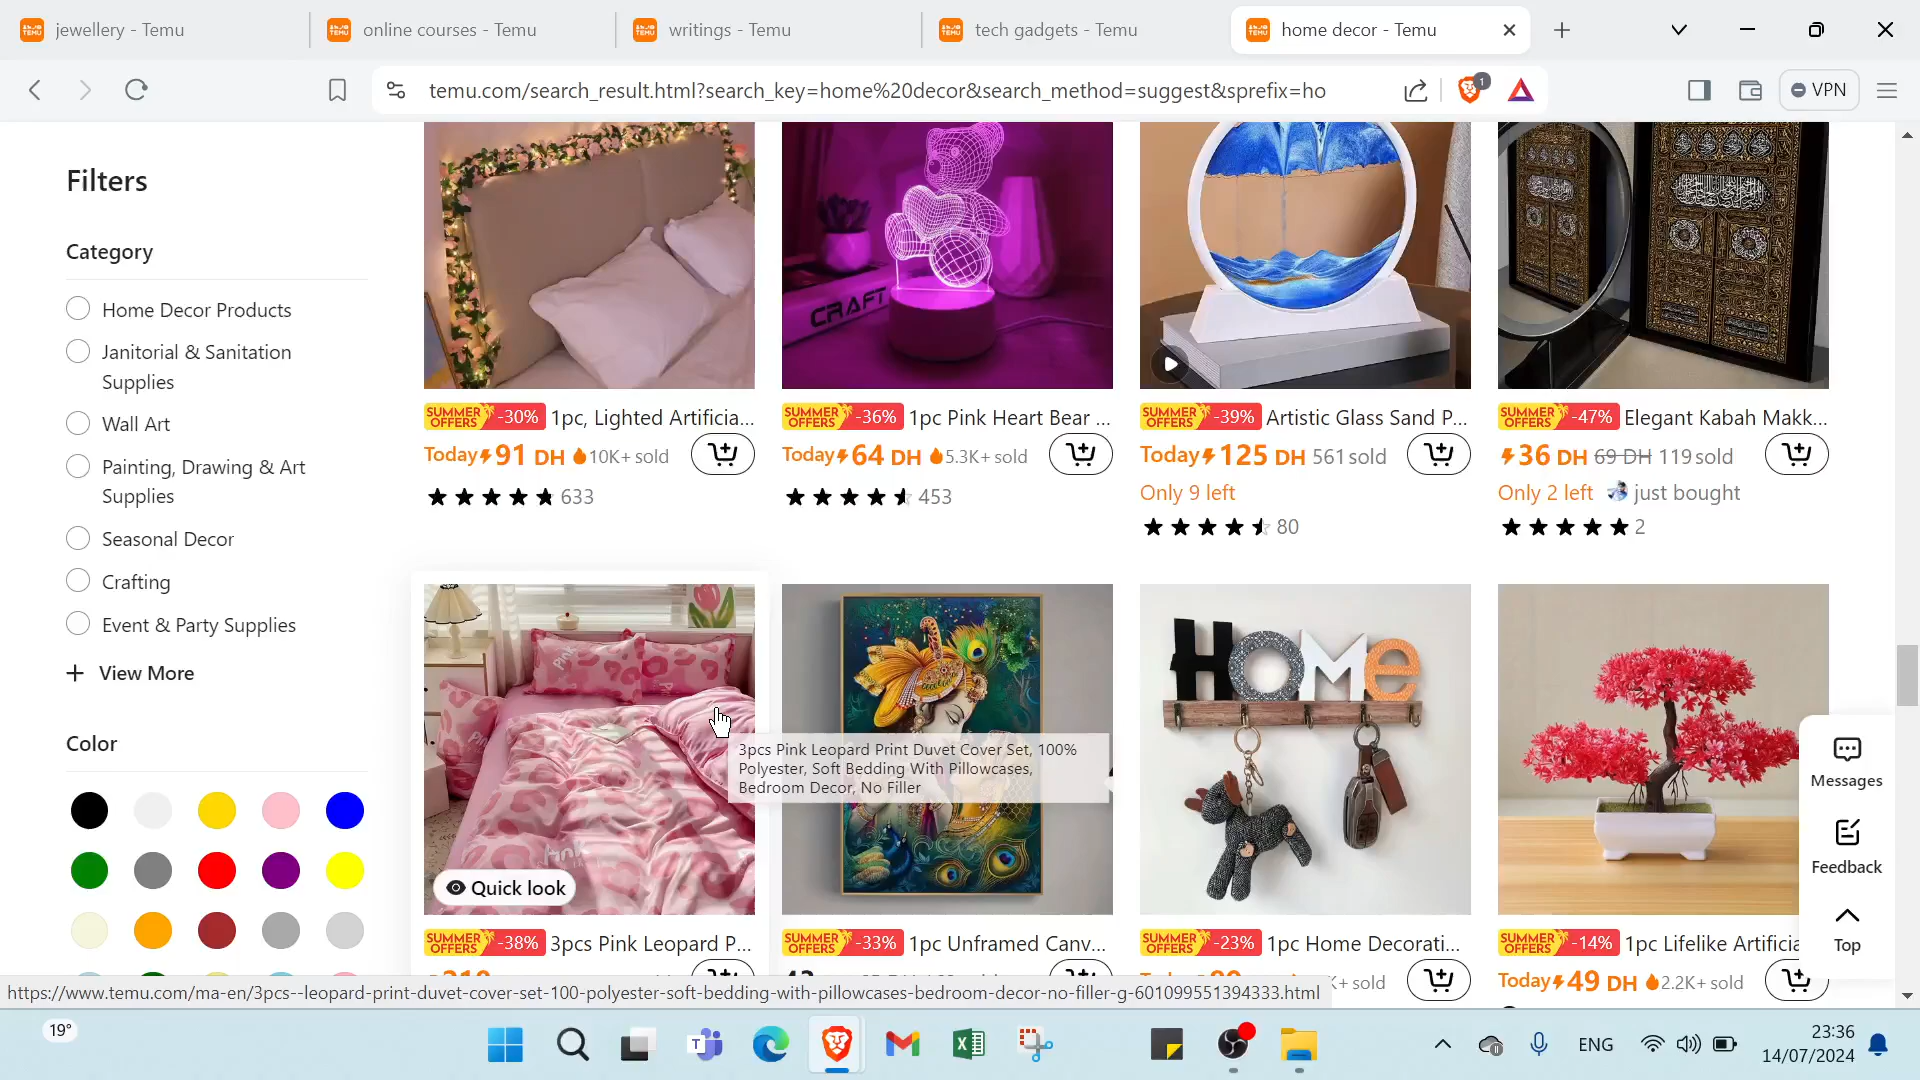 jewellery - Temu
online courses - Temu
writings - Temu
tech gadgets - Temu
home decor - Temu
temu.com/search_result.html?search_key=home%20decor&search_method=suggest&sprefix=ho
1
VPN
Filters
Category
Home Decor Products
Janitorial & Sanitation
Supplies
Wall Art
Painting, Drawing & Art
Supplies
Seasonal Decor
Crafting
Event & Party Supplies
View More
Color
CRAFT
SUMMER OFFERS -30% 1pc, Lighted Artificia...
Today 91 DH 10K+ sold
633
SUMMER OFFERS -36% 1pc Pink Heart Bear ...
Today 64 DH 5.3K+ sold
453
SUMMER OFFERS -39% Artistic Glass Sand P...
Today 125 DH 561 sold
Only 9 left
80
SUMMER OFFERS -47% Elegant Kabah Makk...
36 DH 69 DH 119 sold
Only 2 left just bought
2
Quick look
3pcs Pink Leopard Print Duvet Cover Set, 100%
Polyester, Soft Bedding With Pillowcases,
Bedroom Decor, No Filler
HOMe
SUMMER OFFERS -38% 3pcs Pink Leopard P...
SUMMER OFFERS -33% 1pc Unframed Canv...
SUMMER OFFERS -23% 1pc Home Decorati...
K+ sold
SUMMER OFFERS -14% 1pc Lifelike Artificia
Today 49 DH 2.2K+ sold
Messages
Feedback
Top
https://www.temu.com/ma-en/3pcs--leopard-print-duvet-cover-set-100-polyester-soft-bedding-with-pillowcases-bedroom-decor-no-filler-g-601099551394333.html
19°
ENG
23:36
14/07/2024